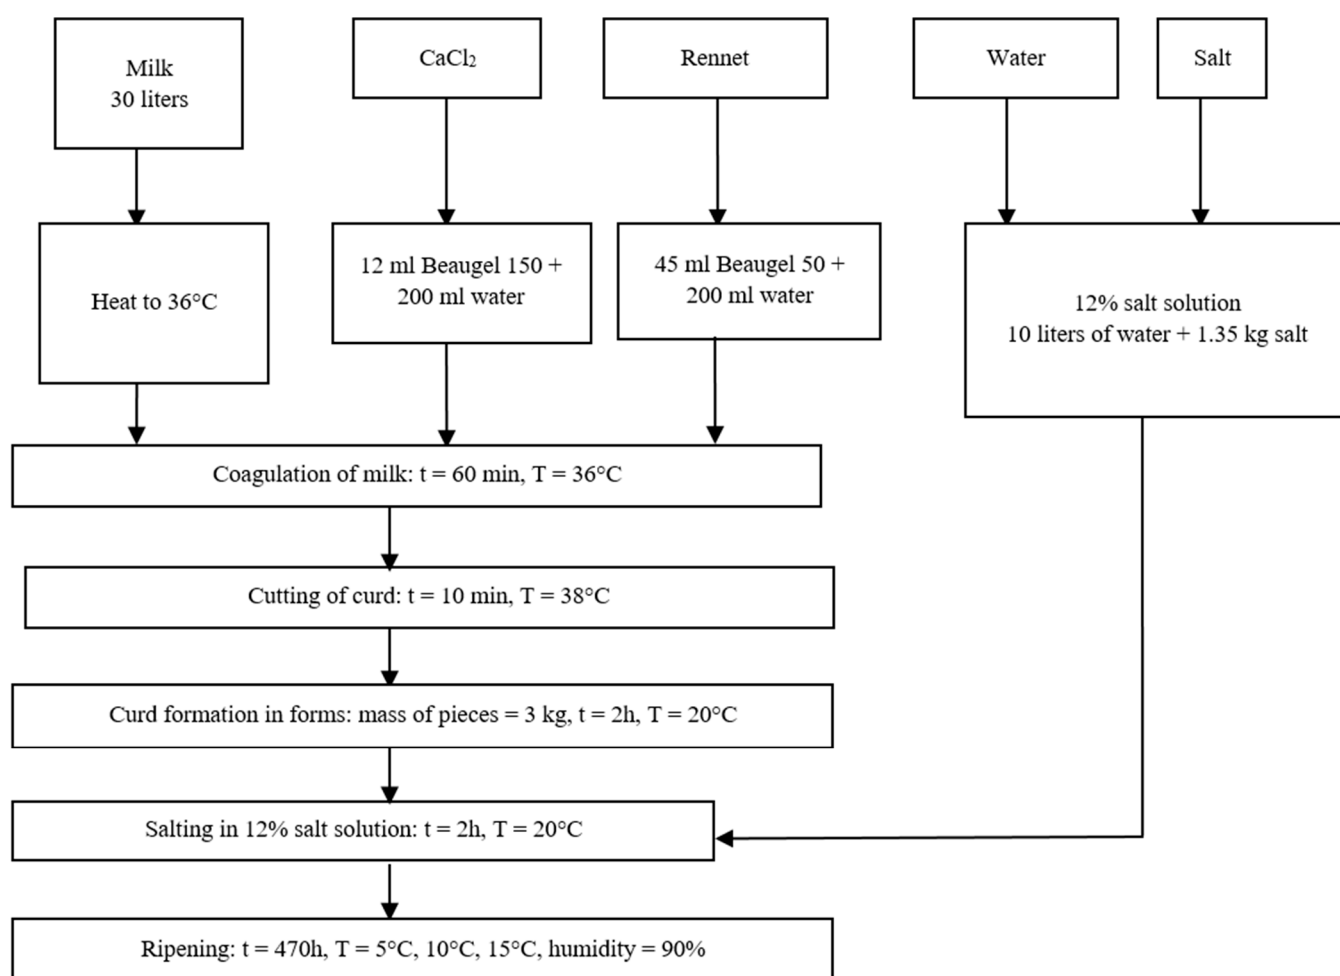 Milk
30 liters
CaCl₂
Rennet
Water
Salt
Heat to 36°C
12 ml Beaugel 150 +
200 ml water
45 ml Beaugel 50 +
200 ml water
12% salt solution
10 liters of water + 1.35 kg salt
Coagulation of milk: t = 60 min, T = 36°C
Cutting of curd: t = 10 min, T = 38°C
Curd formation in forms: mass of pieces = 3 kg, t = 2h, T = 20°C
Salting in 12% salt solution: t = 2h, T = 20°C
Ripening: t = 470h, T = 5°C, 10°C, 15°C, humidity = 90%